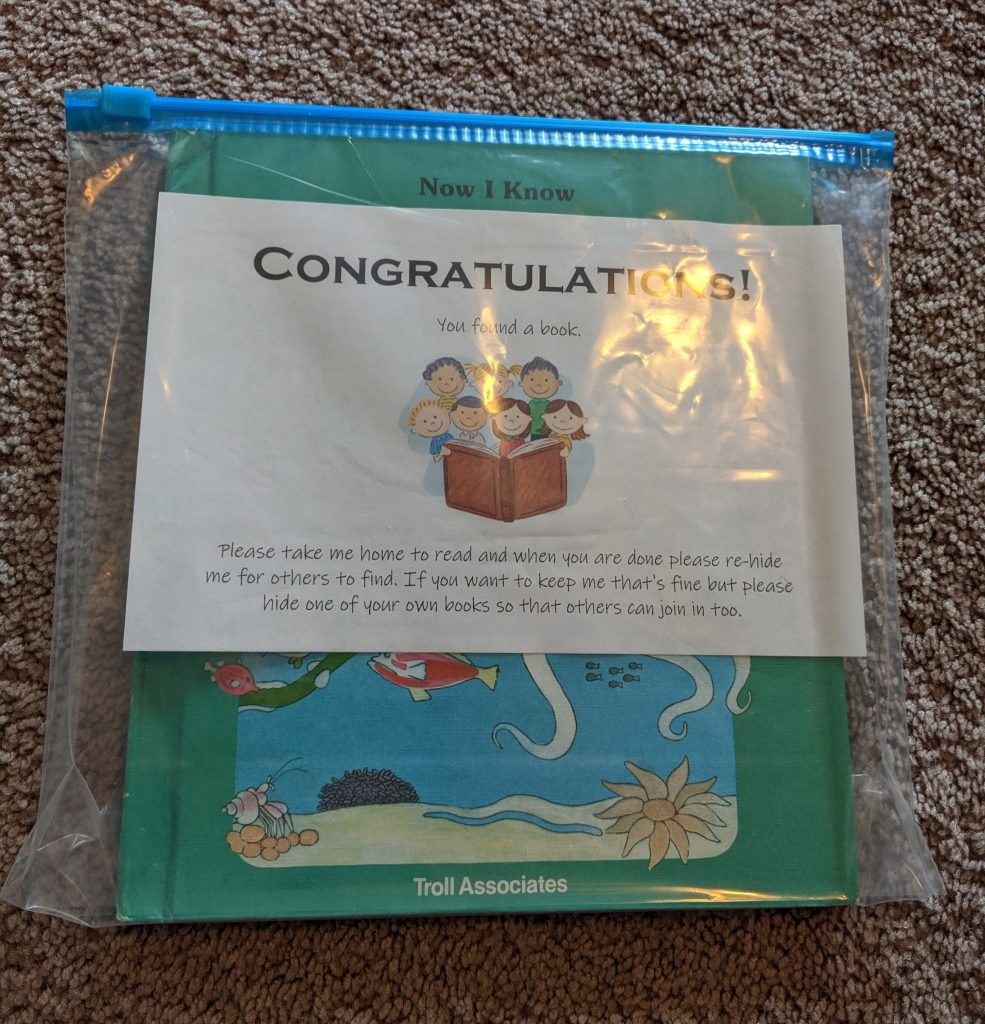 Now I Know
CONGRATULATIONS!
You found a book.
Please take me home to read and when you are done please re-hide
me for others to find. If you want to keep me that's fine but please
hide one of your own books so that others can join in too.
Troll Associates